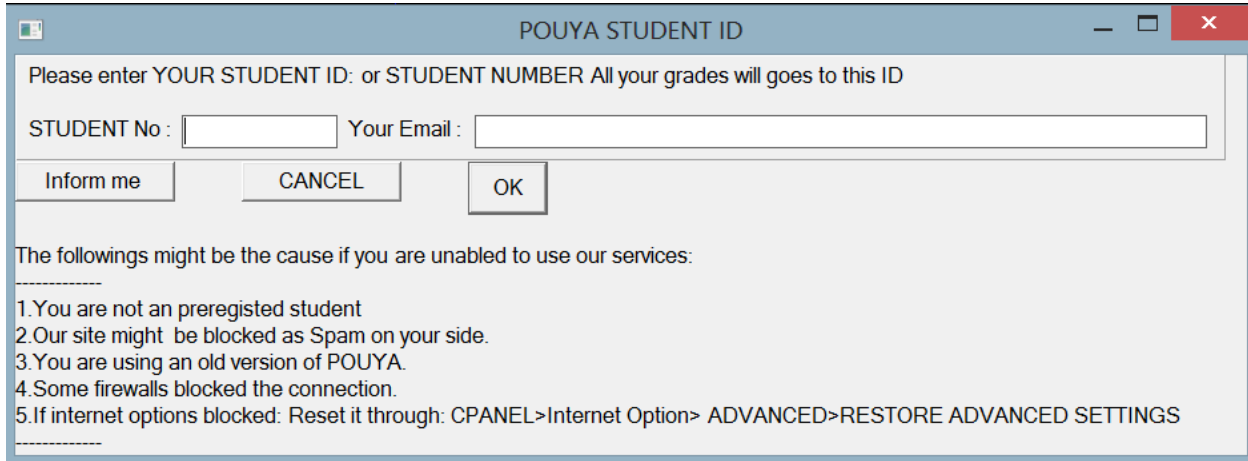 POUYA STUDENT ID
Please enter YOUR STUDENT ID: or STUDENT NUMBER All your grades will goes to this ID
STUDENT No : Your Email :
Inform me CANCEL OK
The followings might be the cause if you are unabled to use our services:
-------------
1.You are not an preregisted student
2.Our site might  be blocked as Spam on your side.
3.You are using an old version of POUYA.
4.Some firewalls blocked the connection.
5.If internet options blocked: Reset it through: CPANEL>Internet Option> ADVANCED>RESTORE ADVANCED SETTINGS
-------------